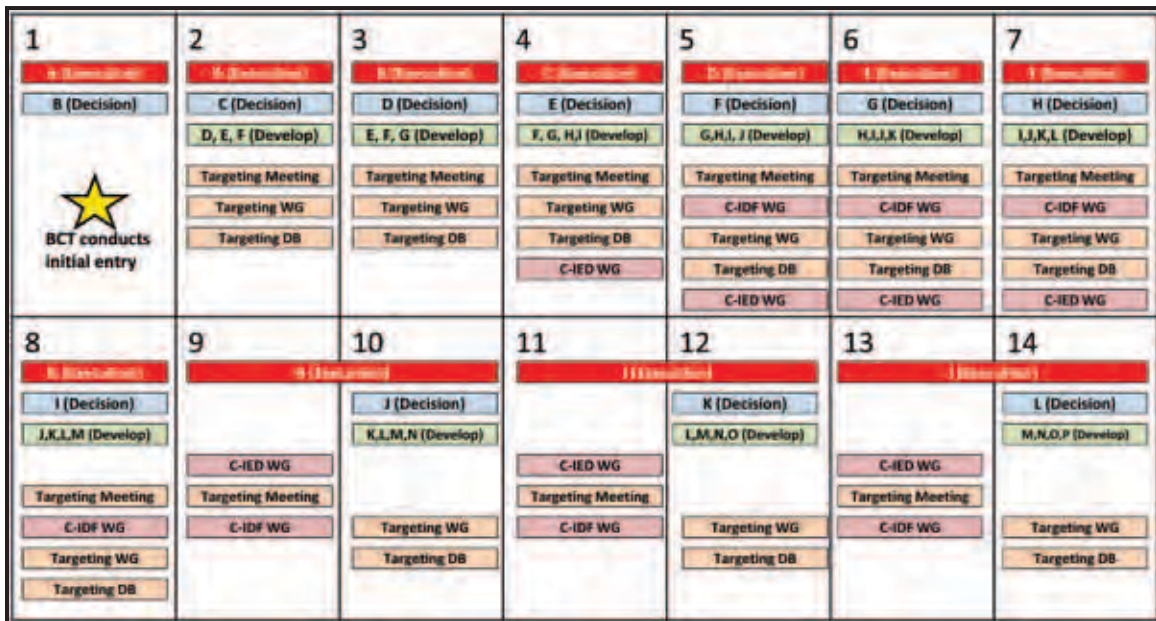 1
B (Decision)
BCT conducts
initial entry
2
C (Decision)
D, E, F (Develop)
Targeting Meeting
Targeting WG
Targeting DB
3
D (Decision)
E, F, G (Develop)
Targeting Meeting
Targeting WG
Targeting DB
4
E (Decision)
F, G, H,I (Develop)
Targeting Meeting
Targeting WG
Targeting DB
C-IED WG
5
F (Decision)
G,H,I, J (Develop)
Targeting Meeting
C-IDF WG
Targeting WG
Targeting DB
C-IED WG
6
G (Decision)
H,I,J,K (Develop)
Targeting Meeting
C-IDF WG
Targeting WG
Targeting DB
C-IED WG
7
H (Decision)
I,J,K,L (Develop)
Targeting Meeting
C-IDF WG
Targeting WG
Targeting DB
C-IED WG
8
I (Decision)
J,K,L,M (Develop)
Targeting Meeting
C-IDF WG
Targeting WG
Targeting DB
9
C-IED WG
Targeting Meeting
C-IDF WG
10
J (Decision)
K,L,M,N (Develop)
Targeting WG
Targeting DB
11
C-IED WG
Targeting Meeting
C-IDF WG
12
K (Decision)
L,M,N,O (Develop)
Targeting WG
Targeting DB
13
C-IED WG
Targeting Meeting
C-IDF WG
14
L (Decision)
M,N,O,P (Develop)
Targeting WG
Targeting DB